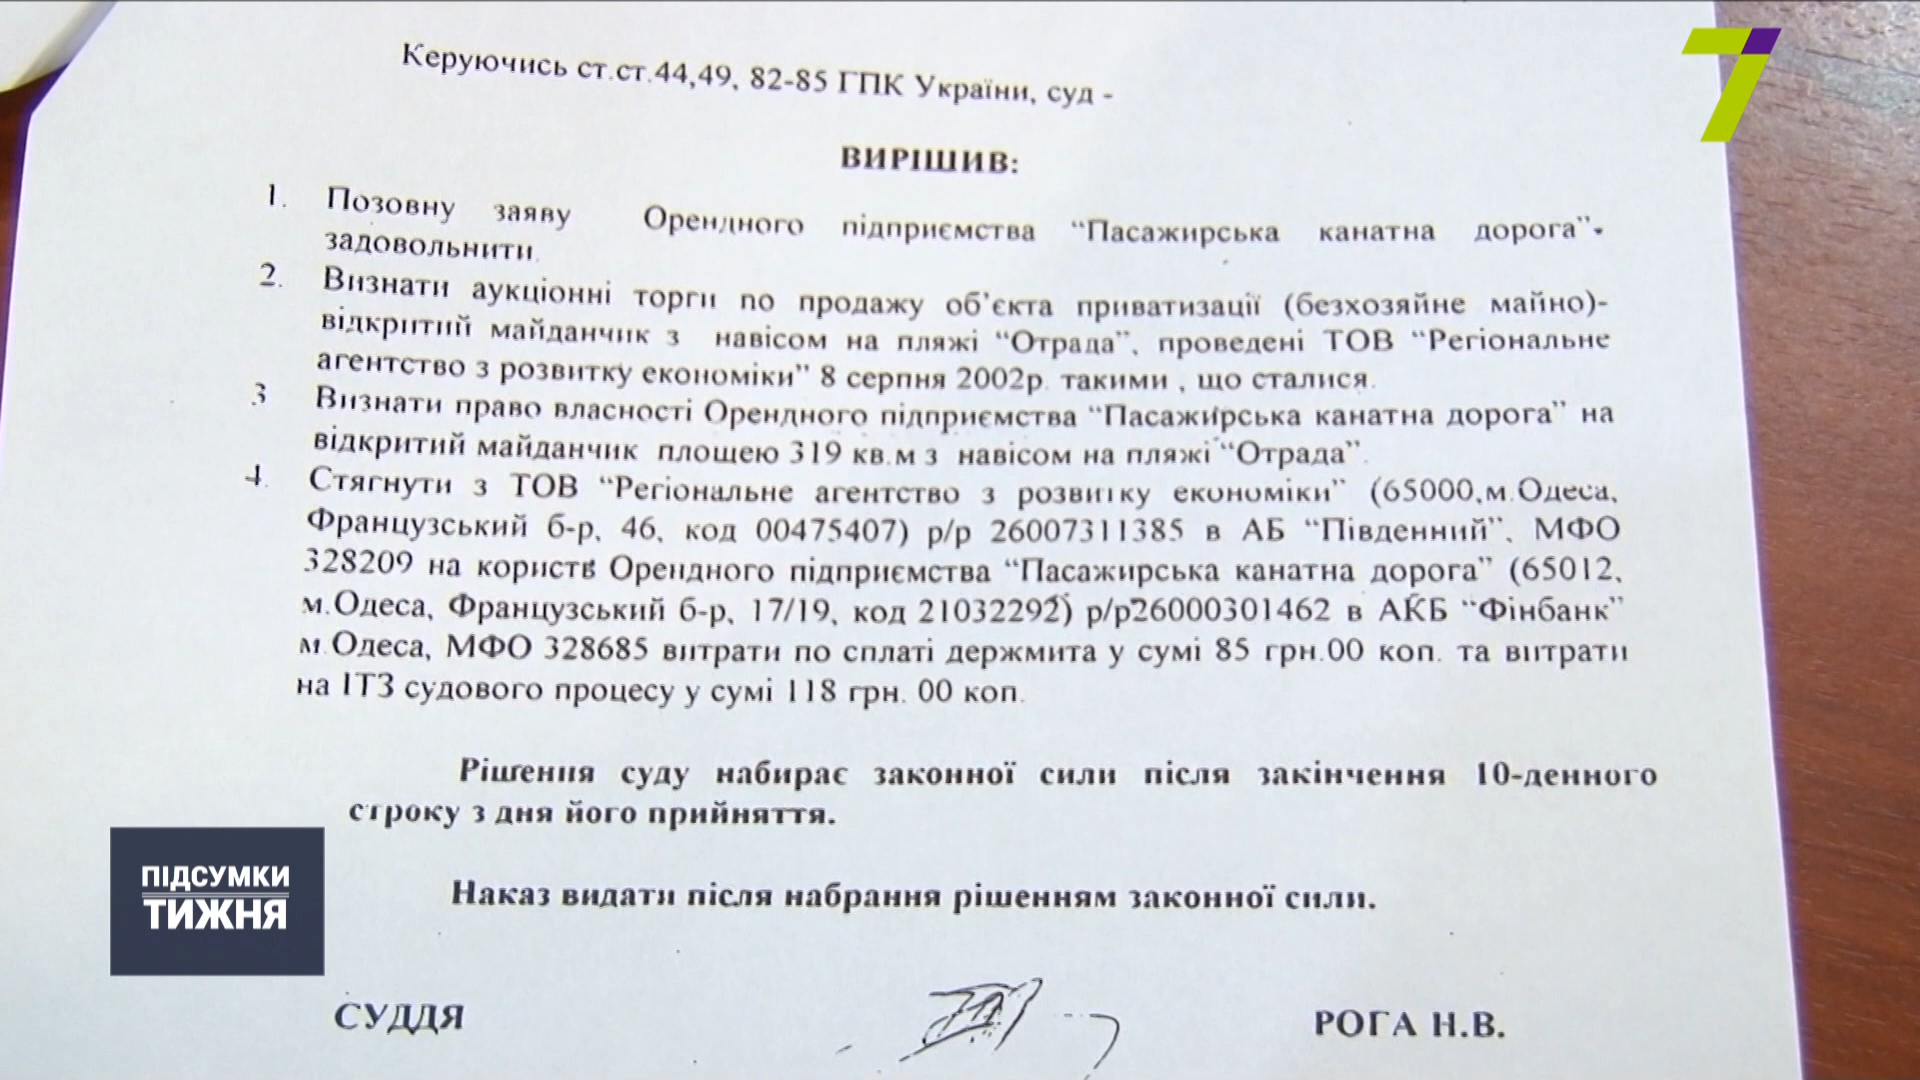 Керуючись ст.ст.44,49, 82-85 ГПК України, суд -
ВИРІШИВ:
1. Позовну заяву Орендного підприємства “Пасажирська канатна дорога”-
задовольнити.
2. Визнати аукціонні торги по продажу об’єкта приватизації (безхозяйне майно)-
відкритий майданчик з навісом на пляжі “Отрада”, проведені ТОВ “Регіональне
агентство з розвитку економіки” 8 серпня 2002р. такими , що сталися.
3 Визнати право власності Орендного підприємства “Пасажирська канатна дорога” на
відкритий майданчик площею 319 кв.м з навісом на пляжі “Отрада”.
4. Стягнути з ТОВ “Регіональне агентство з розвитку економіки” (65000,м.Одеса,
Французський б-р, 46, код 00475407) р/р 26007311385 в АБ “Південний”, МФО
328209 на користь Орендного підприємства “Пасажирська канатна дорога” (65012,
м.Одеса, Французський б-р, 17/19, код 21032292) р/р26000301462 в АКБ “Фінбанк”
м.Одеса, МФО 328685 витрати по сплаті держмита у сумі 85 грн.00 коп. та витрати
на ІТЗ судового процесу у сумі 118 грн. 00 коп.
Рішення суду набирає законної сили після закінчення 10-денного
строку з дня його прийняття.
Наказ видати після набрання рішенням законної сили.
СУДДЯ РОГА Н.В.
7
ПІДСУМКИ
ТИЖНЯ